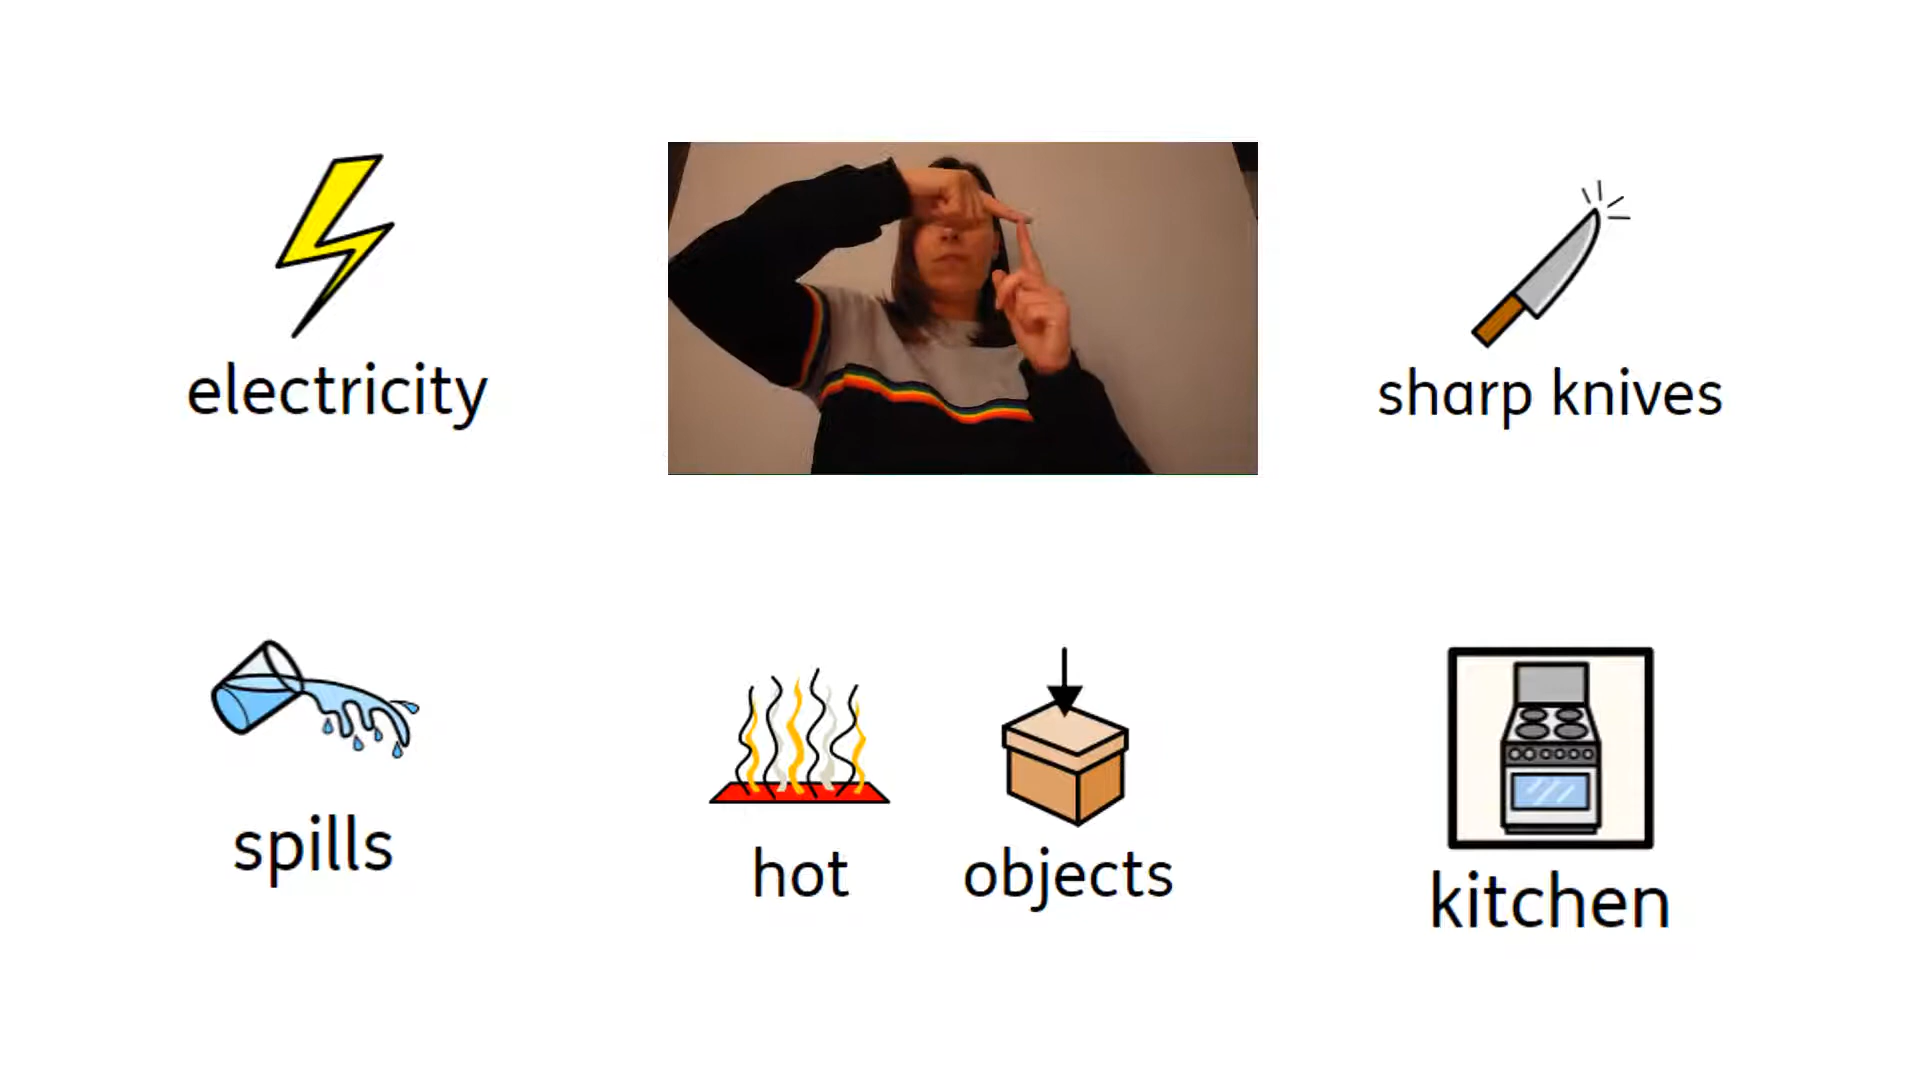 electricity
sharp knives
spills
hot
objects
kitchen